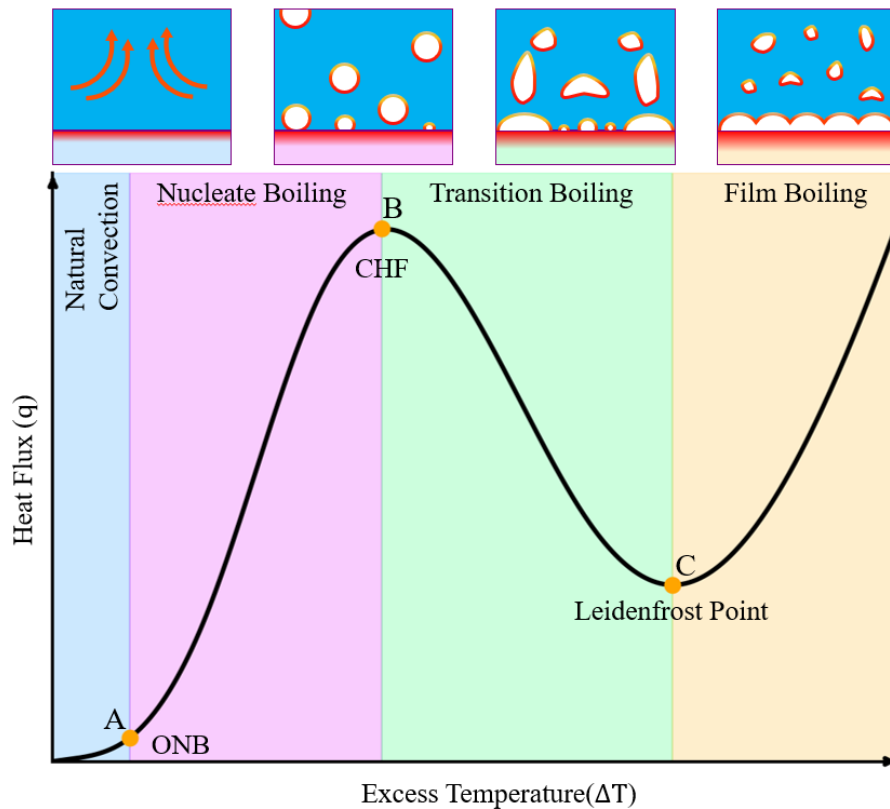 Natural
Convection
Nucleate Boiling
Transition Boiling
Film Boiling
B
CHF
C
Leidenfrost Point
A
ONB
Heat Flux (q)
Excess Temperature(ΔT)